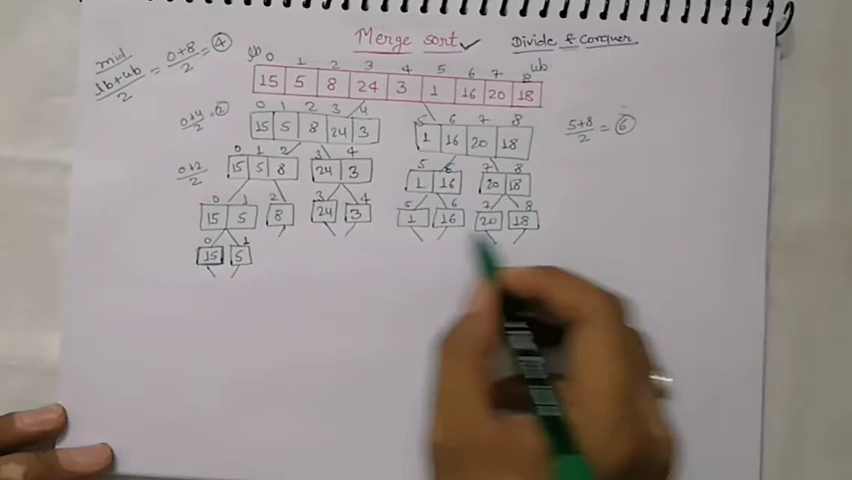 Merge sort ✓ Divide & Conquer
mid
lb+ub/2 = 0+8/2 = 4
lb ub
0 1 2 3 4 5 6 7 8
15 5 8 24 3 1 16 20 18
0+4/2 = 2
0 1 2 3 4 5 6 7 8
15 5 8 24 3 1 16 20 18
5+8/2 = 6
0+2/2
0 1 2 3 4 5 6 7 8
15 5 8 24 3 1 16 20 18
0 1 2 3 4 5 6 7 8
15 5 8 24 3 1 16 20 18
0 1
15 5